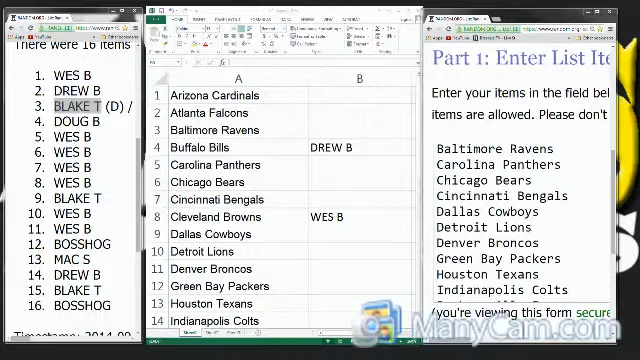 There were 16 items
1. WES B
2. DREW B
3. BLAKE T (D) /
4. DOUG B
5. WES B
6. WES B
7. WES B
8. WES B
9. BLAKE T
10. WES B
11. WES B
12. BOSSHOG
13. MAC S
14. DREW B
15. BLAKE T
16. BOSSHOG
A B
1 Arizona Cardinals
2 Atlanta Falcons
3 Baltimore Ravens
4 Buffalo Bills DREW B
5 Carolina Panthers
6 Chicago Bears
7 Cincinnati Bengals
8 Cleveland Browns WES B
9 Dallas Cowboys
10 Detroit Lions
11 Denver Broncos
12 Green Bay Packers
13 Houston Texans
14 Indianapolis Colts
Part 1: Enter List Ite
Enter your items in the field bel
items are allowed. Please don't
Baltimore Ravens
Carolina Panthers
Chicago Bears
Cincinnati Bengals
Dallas Cowboys
Detroit Lions
Denver Broncos
Green Bay Packers
Houston Texans
Indianapolis Colts
you're viewing this form secure
ManyCam.com